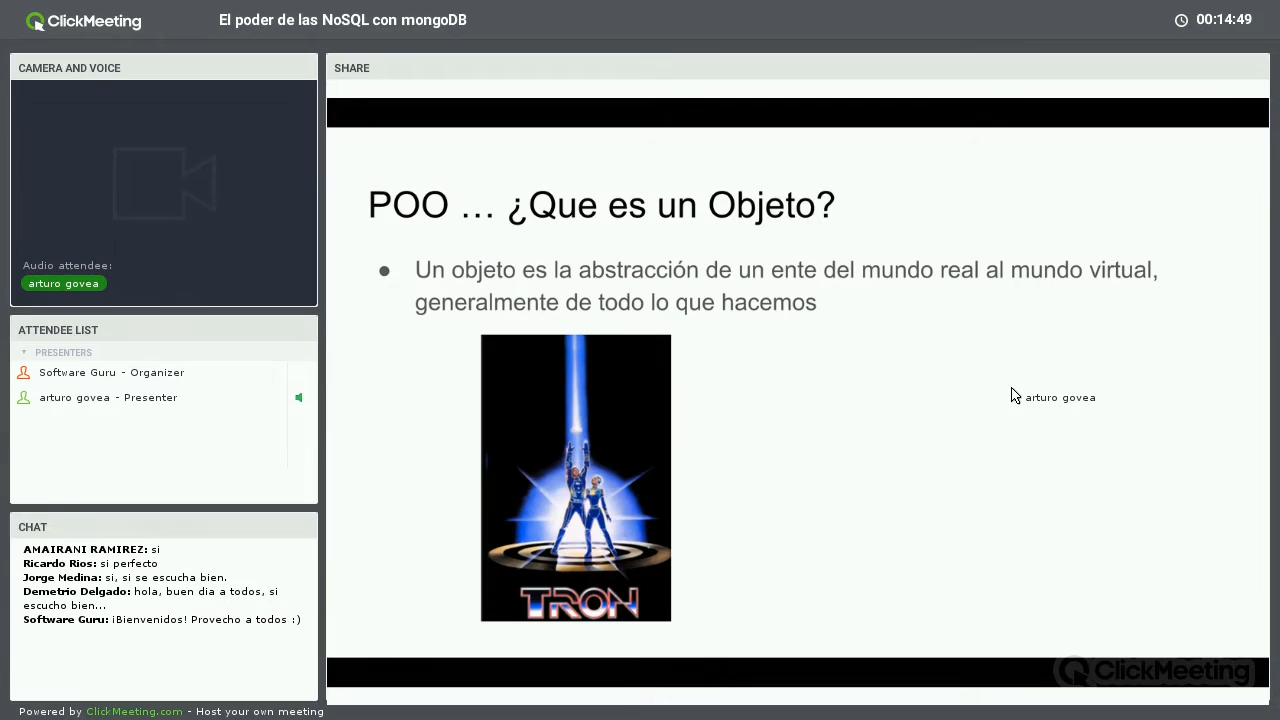 ClickMeeting
El poder de las NoSQL con mongoDB
00:14:49
CAMERA AND VOICE
Audio attendee:
arturo govea
ATTENDEE LIST
PRESENTERS
Software Guru - Organizer
arturo govea - Presenter
CHAT
AMAIRANI RAMIREZ: si
Ricardo Rios: si perfecto
Jorge Medina: si, si se escucha bien.
Demetrio Delgado: hola, buen dia a todos, si
escucho bien...
Software Guru: ¡Bienvenidos! Provecho a todos :)
SHARE
POO … ¿Que es un Objeto?
● Un objeto es la abstracción de un ente del mundo real al mundo virtual,
generalmente de todo lo que hacemos
arturo govea
TRON
ClickMeeting
Powered by ClickMeeting.com - Host your own meeting